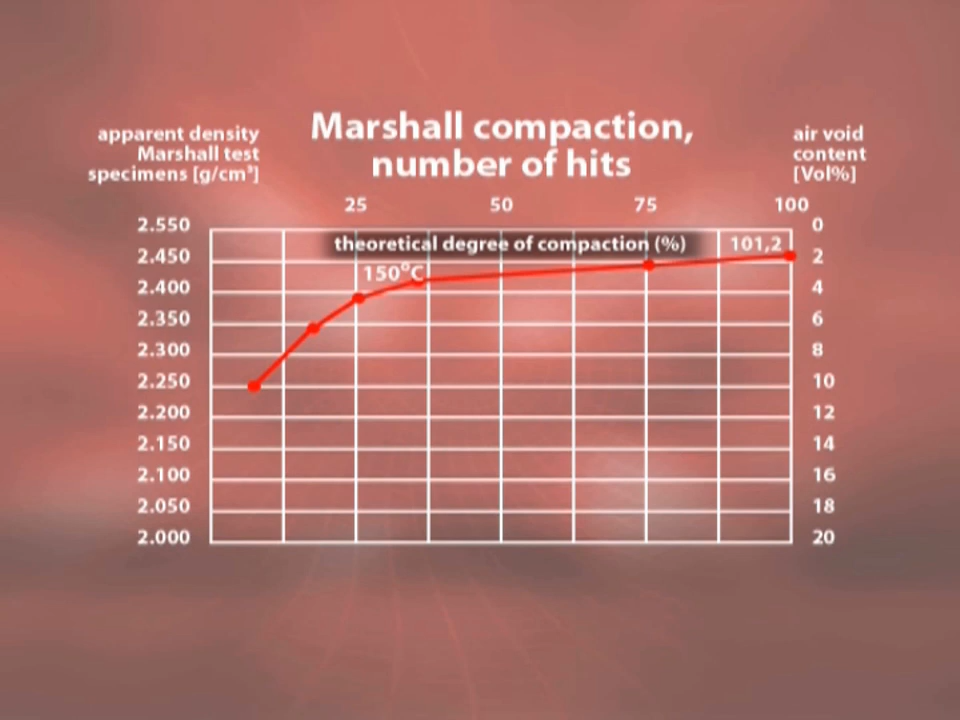 Marshall compaction,
number of hits
apparent density
Marshall test
specimens [g/cm³]
air void
content
[Vol%]
25 50 75 100
2.550 0
theoretical degree of compaction (%) 101,2
2.450 2
150°C
2.400 4
2.350 6
2.300 8
2.250 10
2.200 12
2.150 14
2.100 16
2.050 18
2.000 20